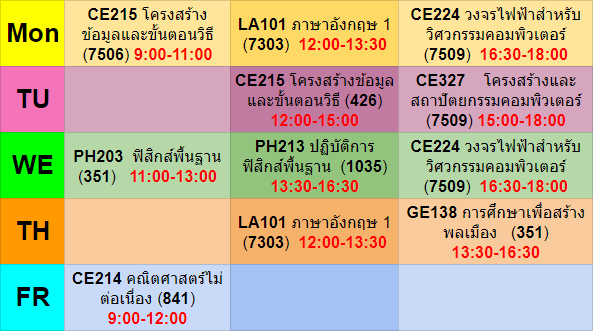 Mon
CE215 โครงสร้าง
ข้อมูลและขั้นตอนวิธี
(7506) 9:00-11:00
LA101 ภาษาอังกฤษ 1
(7303) 12:00-13:30
CE224 วงจรไฟฟ้าสำหรับ
วิศวกรรมคอมพิวเตอร์
(7509) 16:30-18:00
TU
CE215 โครงสร้างข้อมูล
และขั้นตอนวิธี (426)
12:00-15:00
CE327 โครงสร้างและ
สถาปัตยกรรมคอมพิวเตอร์
(7509) 15:00-18:00
WE
PH203 ฟิสิกส์พื้นฐาน
(351) 11:00-13:00
PH213 ปฏิบัติการ
ฟิสิกส์พื้นฐาน (1035)
13:30-16:30
CE224 วงจรไฟฟ้าสำหรับ
วิศวกรรมคอมพิวเตอร์
(7509) 16:30-18:00
TH
LA101 ภาษาอังกฤษ 1
(7303) 12:00-13:30
GE138 การศึกษาเพื่อสร้าง
พลเมือง (351)
13:30-16:30
FR
CE214 คณิตศาสตร์ไม่
ต่อเนื่อง (841)
9:00-12:00